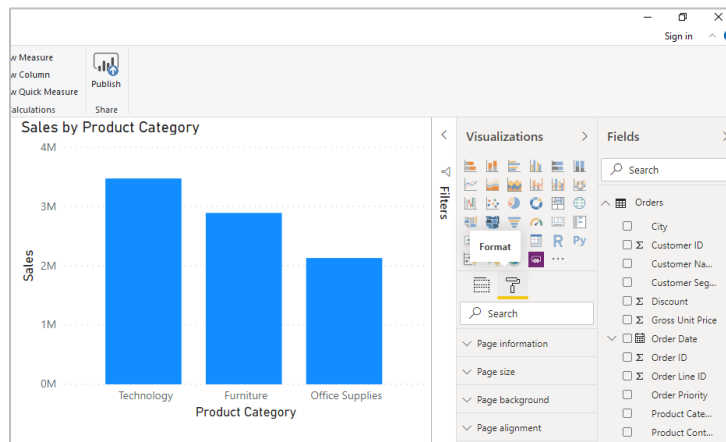 Sign in
w Measure
w Column
w Quick Measure
alculations
Publish
Share
Sales by Product Category
4M
3M
2M
1M
0M
Sales
Technology
Furniture
Office Supplies
Product Category
Filters
Visualizations
R
Py
Format
Search
Page information
Page size
Page background
Page alignment
Fields
Search
Orders
City
Σ Customer ID
Customer Na...
Customer Seg...
Σ Discount
Σ Gross Unit Price
Order Date
Σ Order ID
Σ Order Line ID
Order Priority
Product Cate...
Product Cont...